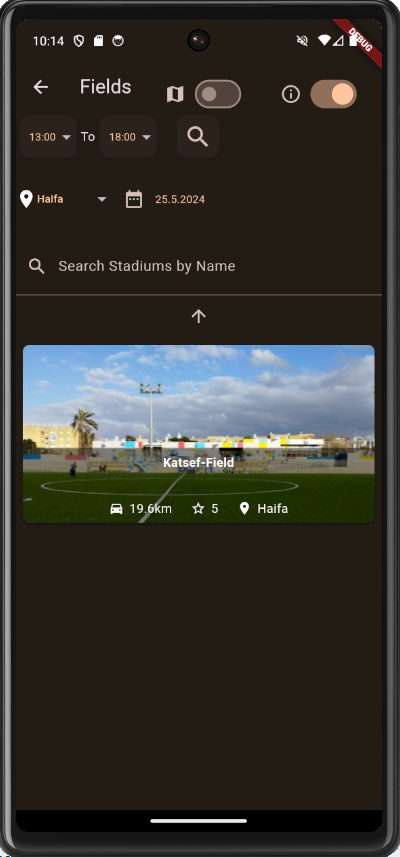 10:14
DEBUG
Fields
13:00 To 18:00
Haifa 25.5.2024
Search Stadiums by Name
Katsef-Field
19.6km 5 Haifa